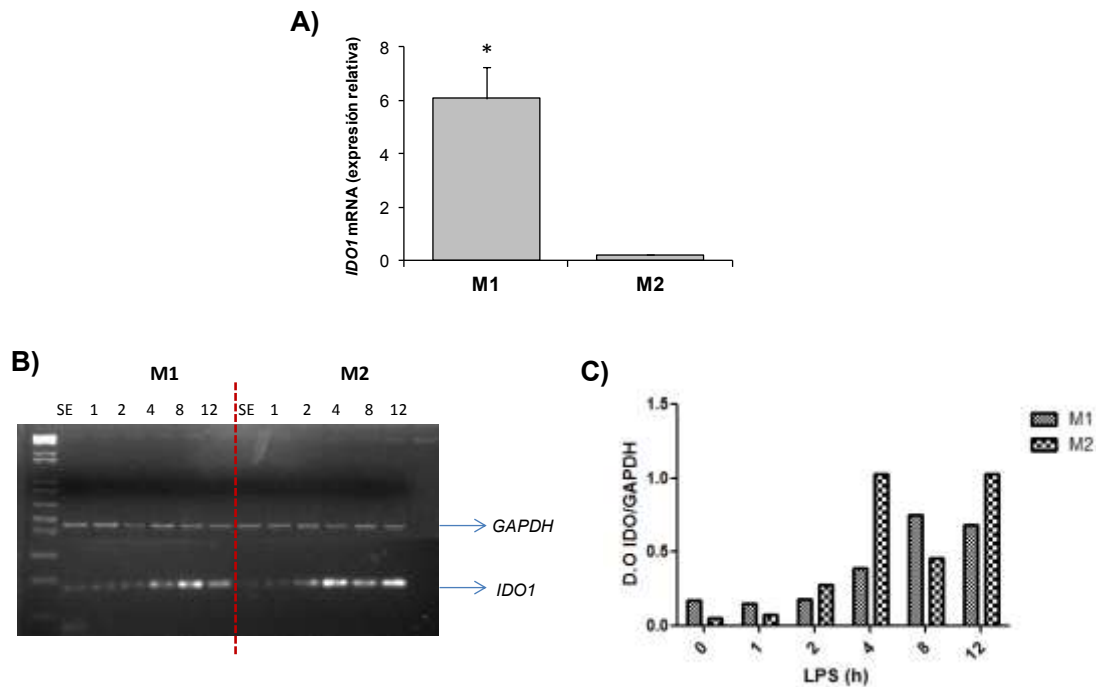 A)
8
6
4
2
0
IDO1 mRNA (expresión relativa)
*
M1 M2
B)
M1 M2
SE 1 2 4 8 12 SE 1 2 4 8 12
GAPDH
IDO1
C)
1.5
1.0
0.5
0.0
D.O IDO/GAPDH
M1
M2
0 1 2 4 8 12
LPS (h)